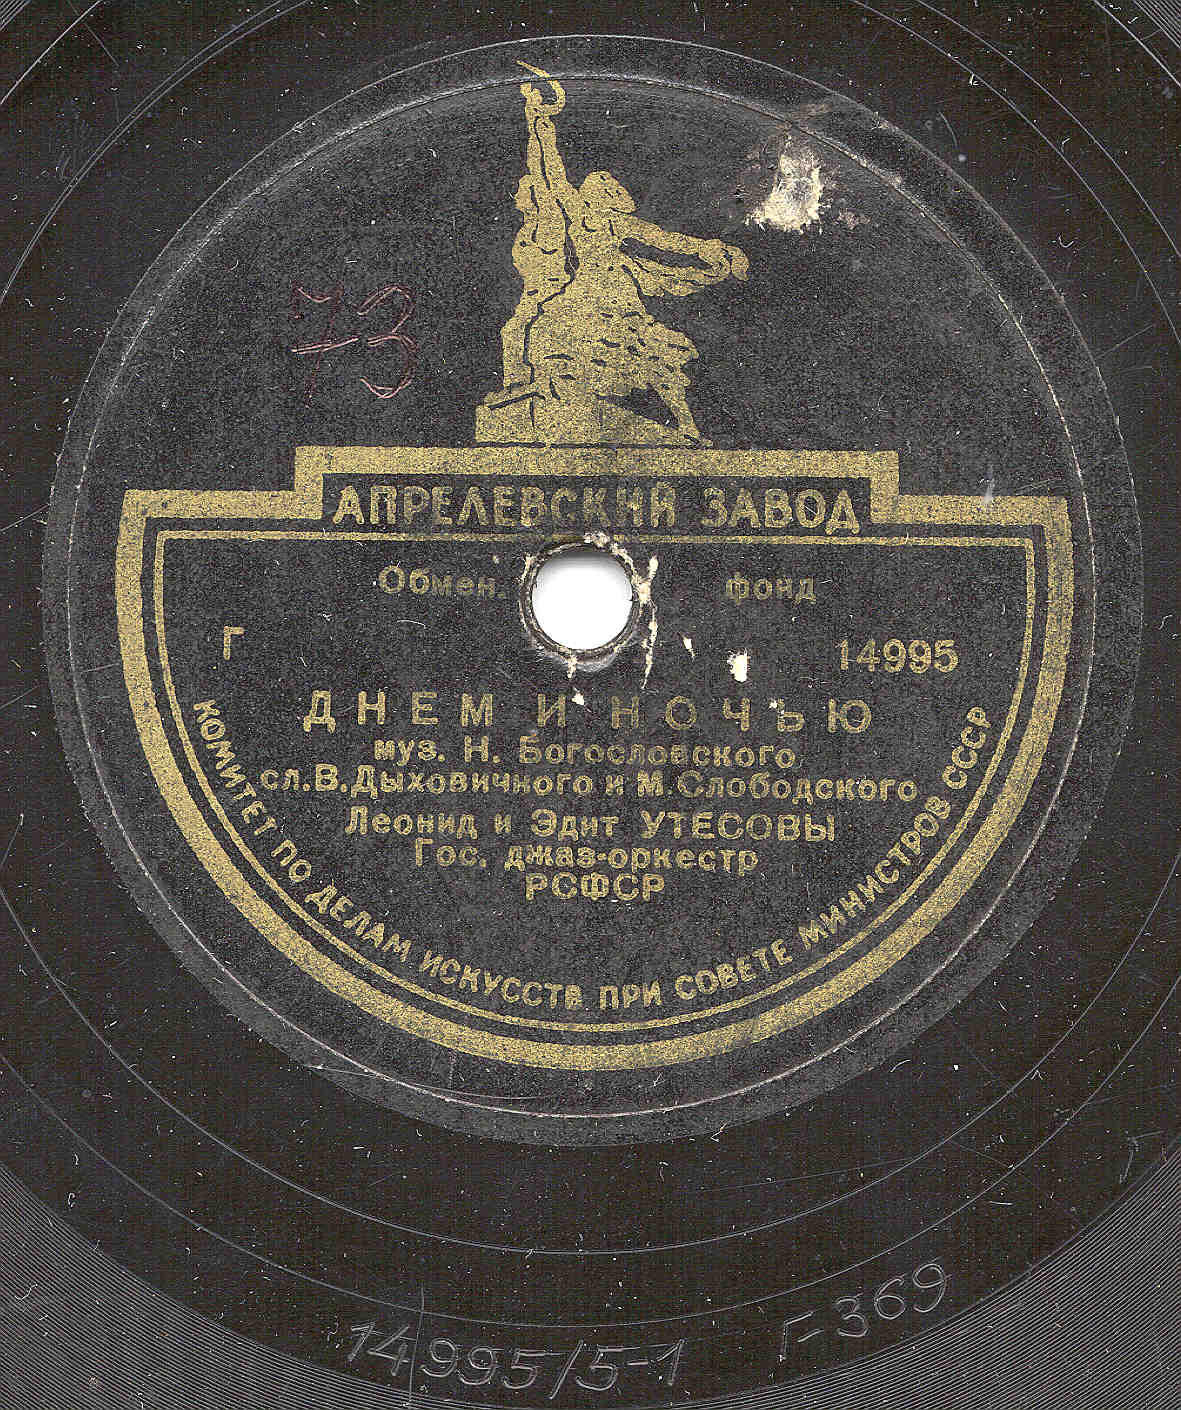 73
АПРЕЛЕВСКИЙ ЗАВОД
Обмен. фонд
Г 14995
ДНЕМ И НОЧЬЮ
муз. Н. Богословского
сл. В. Дыховичного и М. Слободского
Леонид и Эдит УТЕСОВЫ
Гос. джаз-оркестр
РСФСР
КОМИТЕТ ПО ДЕЛАМ ИСКУССТВ ПРИ СОВЕТЕ МИНИСТРОВ СССР
14995/5-1 Г-369